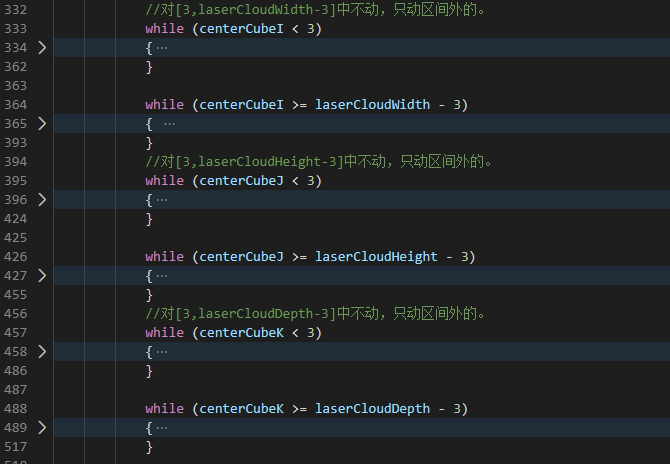 332 //对[3,laserCloudWidth-3]中不动，只动区间外的。
333 while (centerCubeI < 3)
334 {⋯
362 }
363
364 while (centerCubeI >= laserCloudWidth - 3)
365 { ⋯
393 }
394 //对[3,laserCloudHeight-3]中不动，只动区间外的。
395 while (centerCubeJ < 3)
396 {⋯
424 }
425
426 while (centerCubeJ >= laserCloudHeight - 3)
427 {⋯
455 }
456 //对[3,laserCloudDepth-3]中不动，只动区间外的。
457 while (centerCubeK < 3)
458 {⋯
486 }
487
488 while (centerCubeK >= laserCloudDepth - 3)
489 {⋯
517 }